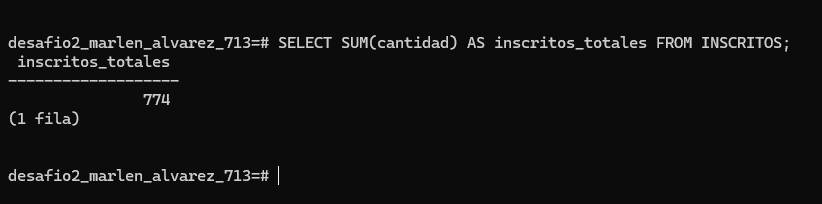 desafio2_marlen_alvarez_713=# SELECT SUM(cantidad) AS inscritos_totales FROM INSCRITOS;
 inscritos_totales
-------------------
               774
(1 fila)
desafio2_marlen_alvarez_713=#